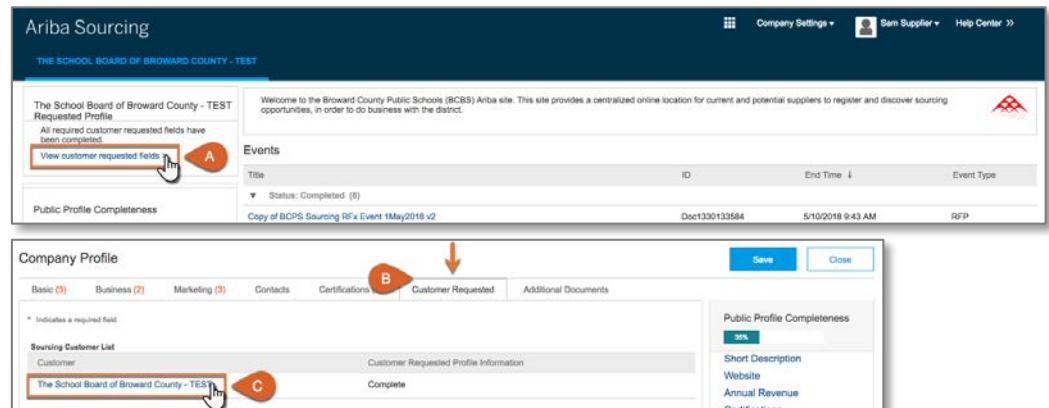 Ariba Sourcing
Company Settings
Sam Supplier
Help Center >>
THE SCHOOL BOARD OF BROWARD COUNTY - TEST
The School Board of Broward County - TEST
Requested Profile
All required customer requested fields have
been completed.
View customer requested fields
A
Public Profile Completeness
Welcome to the Broward County Public Schools (BCBS) Ariba site. This site provides a centralized online location for current and potential suppliers to register and discover sourcing
opportunities, in order to do business with the district.
Events
Title ID End Time ↓ Event Type
Status: Completed (8)
Copy of BCPS Sourcing RFx Event 1May2018 v2 Doc1330133584 5/10/2018 9:43 AM RFP
Company Profile
Save
Close
B
Basic (5) Business (2) Marketing (3) Contacts Certifications Customer Requested Additional Documents
* Indicates a required field
Sourcing Customer List
Customer Customer Requested Profile Information
The School Board of Broward County - TEST Complete
C
Public Profile Completeness
35%
Short Description
Website
Annual Revenue
Certifications